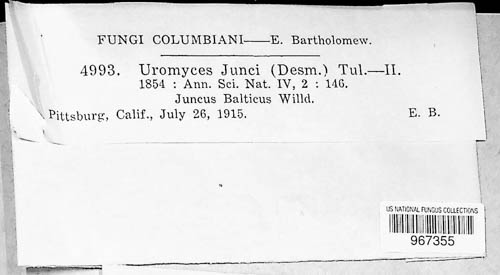 FUNGI COLUMBIANI——E. Bartholomew.
4993. Uromyces Junci (Desm.) Tul.—II.
1854 : Ann. Sci. Nat. IV, 2 : 146.
Juncus Balticus Willd.
Pittsburg, Calif., July 26, 1915. E. B.
US NATIONAL FUNGUS COLLECTIONS
967355